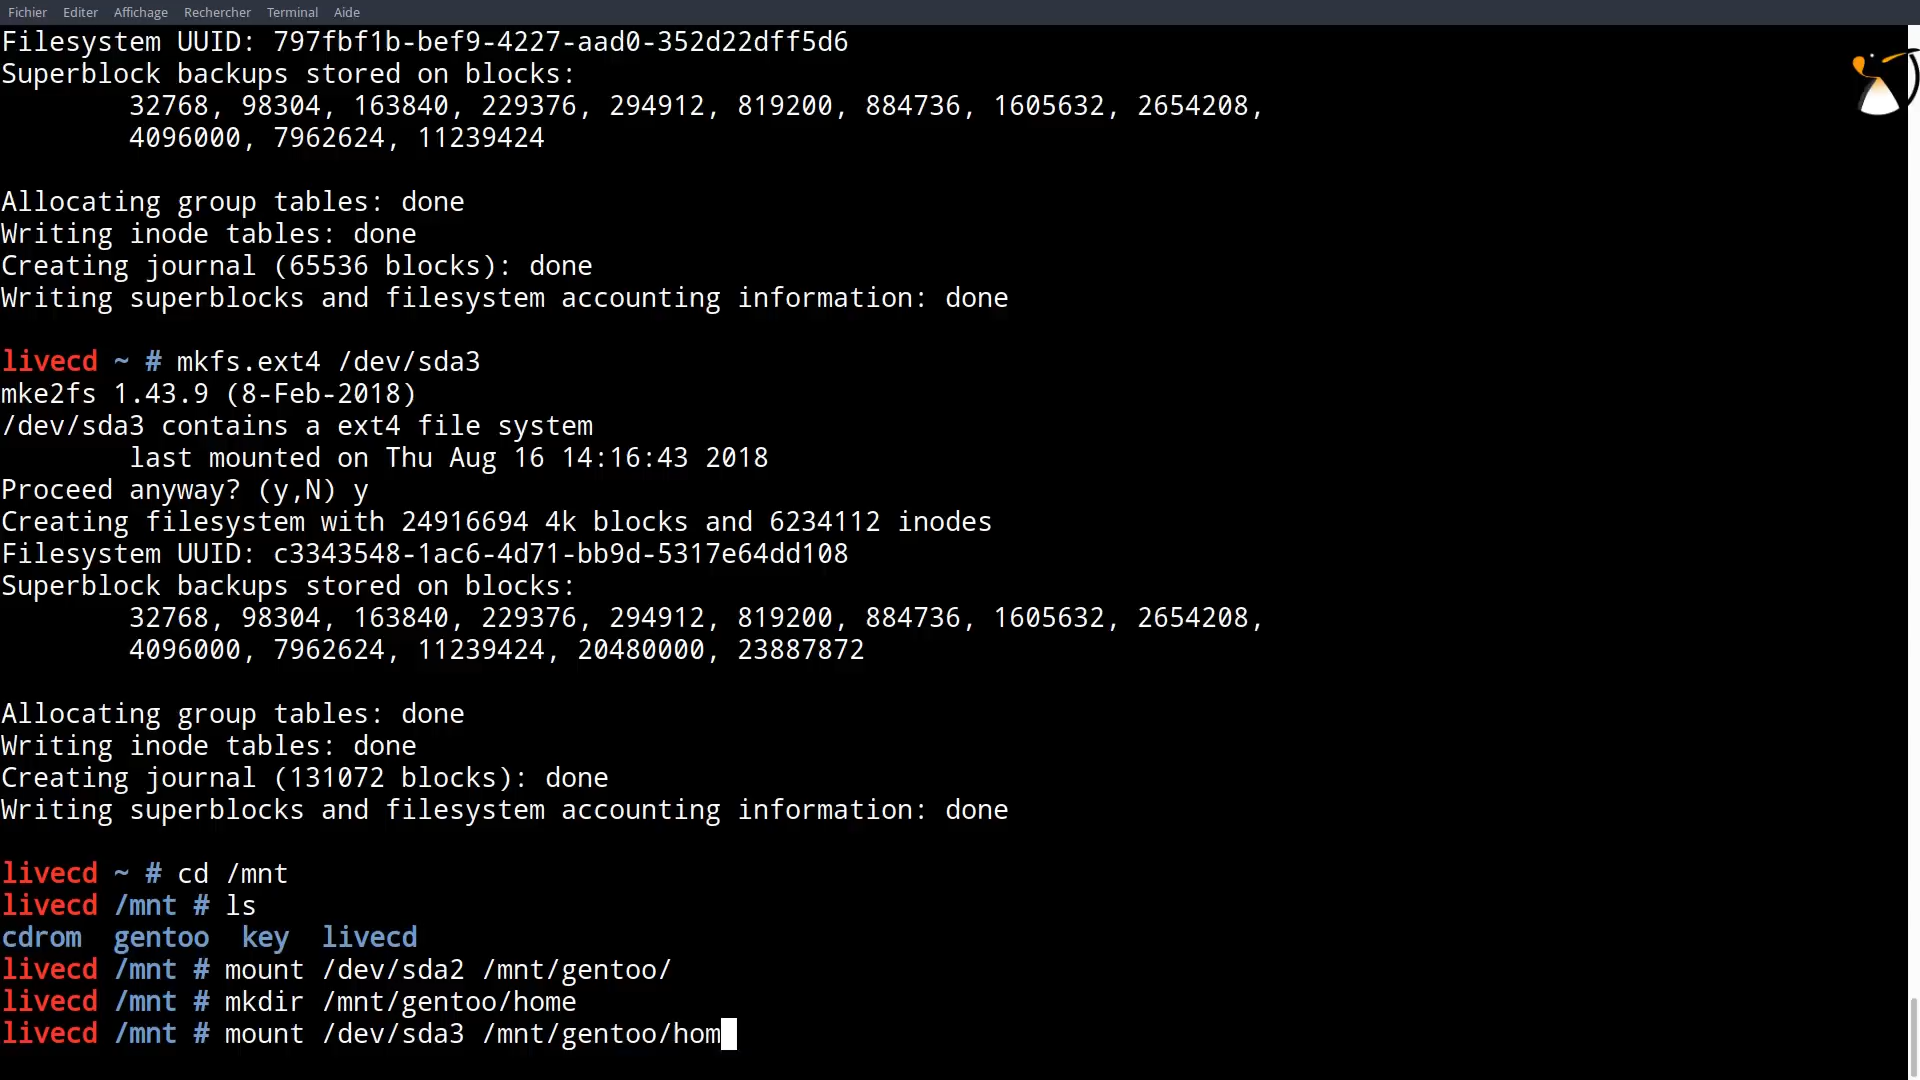 Fichier Editer Affichage Rechercher Terminal Aide
Filesystem UUID: 797fbf1b-bef9-4227-aad0-352d22dff5d6
Superblock backups stored on blocks:
32768, 98304, 163840, 229376, 294912, 819200, 884736, 1605632, 2654208,
4096000, 7962624, 11239424
Allocating group tables: done
Writing inode tables: done
Creating journal (65536 blocks): done
Writing superblocks and filesystem accounting information: done
livecd ~ # mkfs.ext4 /dev/sda3
mke2fs 1.43.9 (8-Feb-2018)
/dev/sda3 contains a ext4 file system
last mounted on Thu Aug 16 14:16:43 2018
Proceed anyway? (y,N) y
Creating filesystem with 24916694 4k blocks and 6234112 inodes
Filesystem UUID: c3343548-1ac6-4d71-bb9d-5317e64dd108
Superblock backups stored on blocks:
32768, 98304, 163840, 229376, 294912, 819200, 884736, 1605632, 2654208,
4096000, 7962624, 11239424, 20480000, 23887872
Allocating group tables: done
Writing inode tables: done
Creating journal (131072 blocks): done
Writing superblocks and filesystem accounting information: done
livecd ~ # cd /mnt
livecd /mnt # ls
cdrom gentoo key livecd
livecd /mnt # mount /dev/sda2 /mnt/gentoo/
livecd /mnt # mkdir /mnt/gentoo/home
livecd /mnt # mount /dev/sda3 /mnt/gentoo/hom